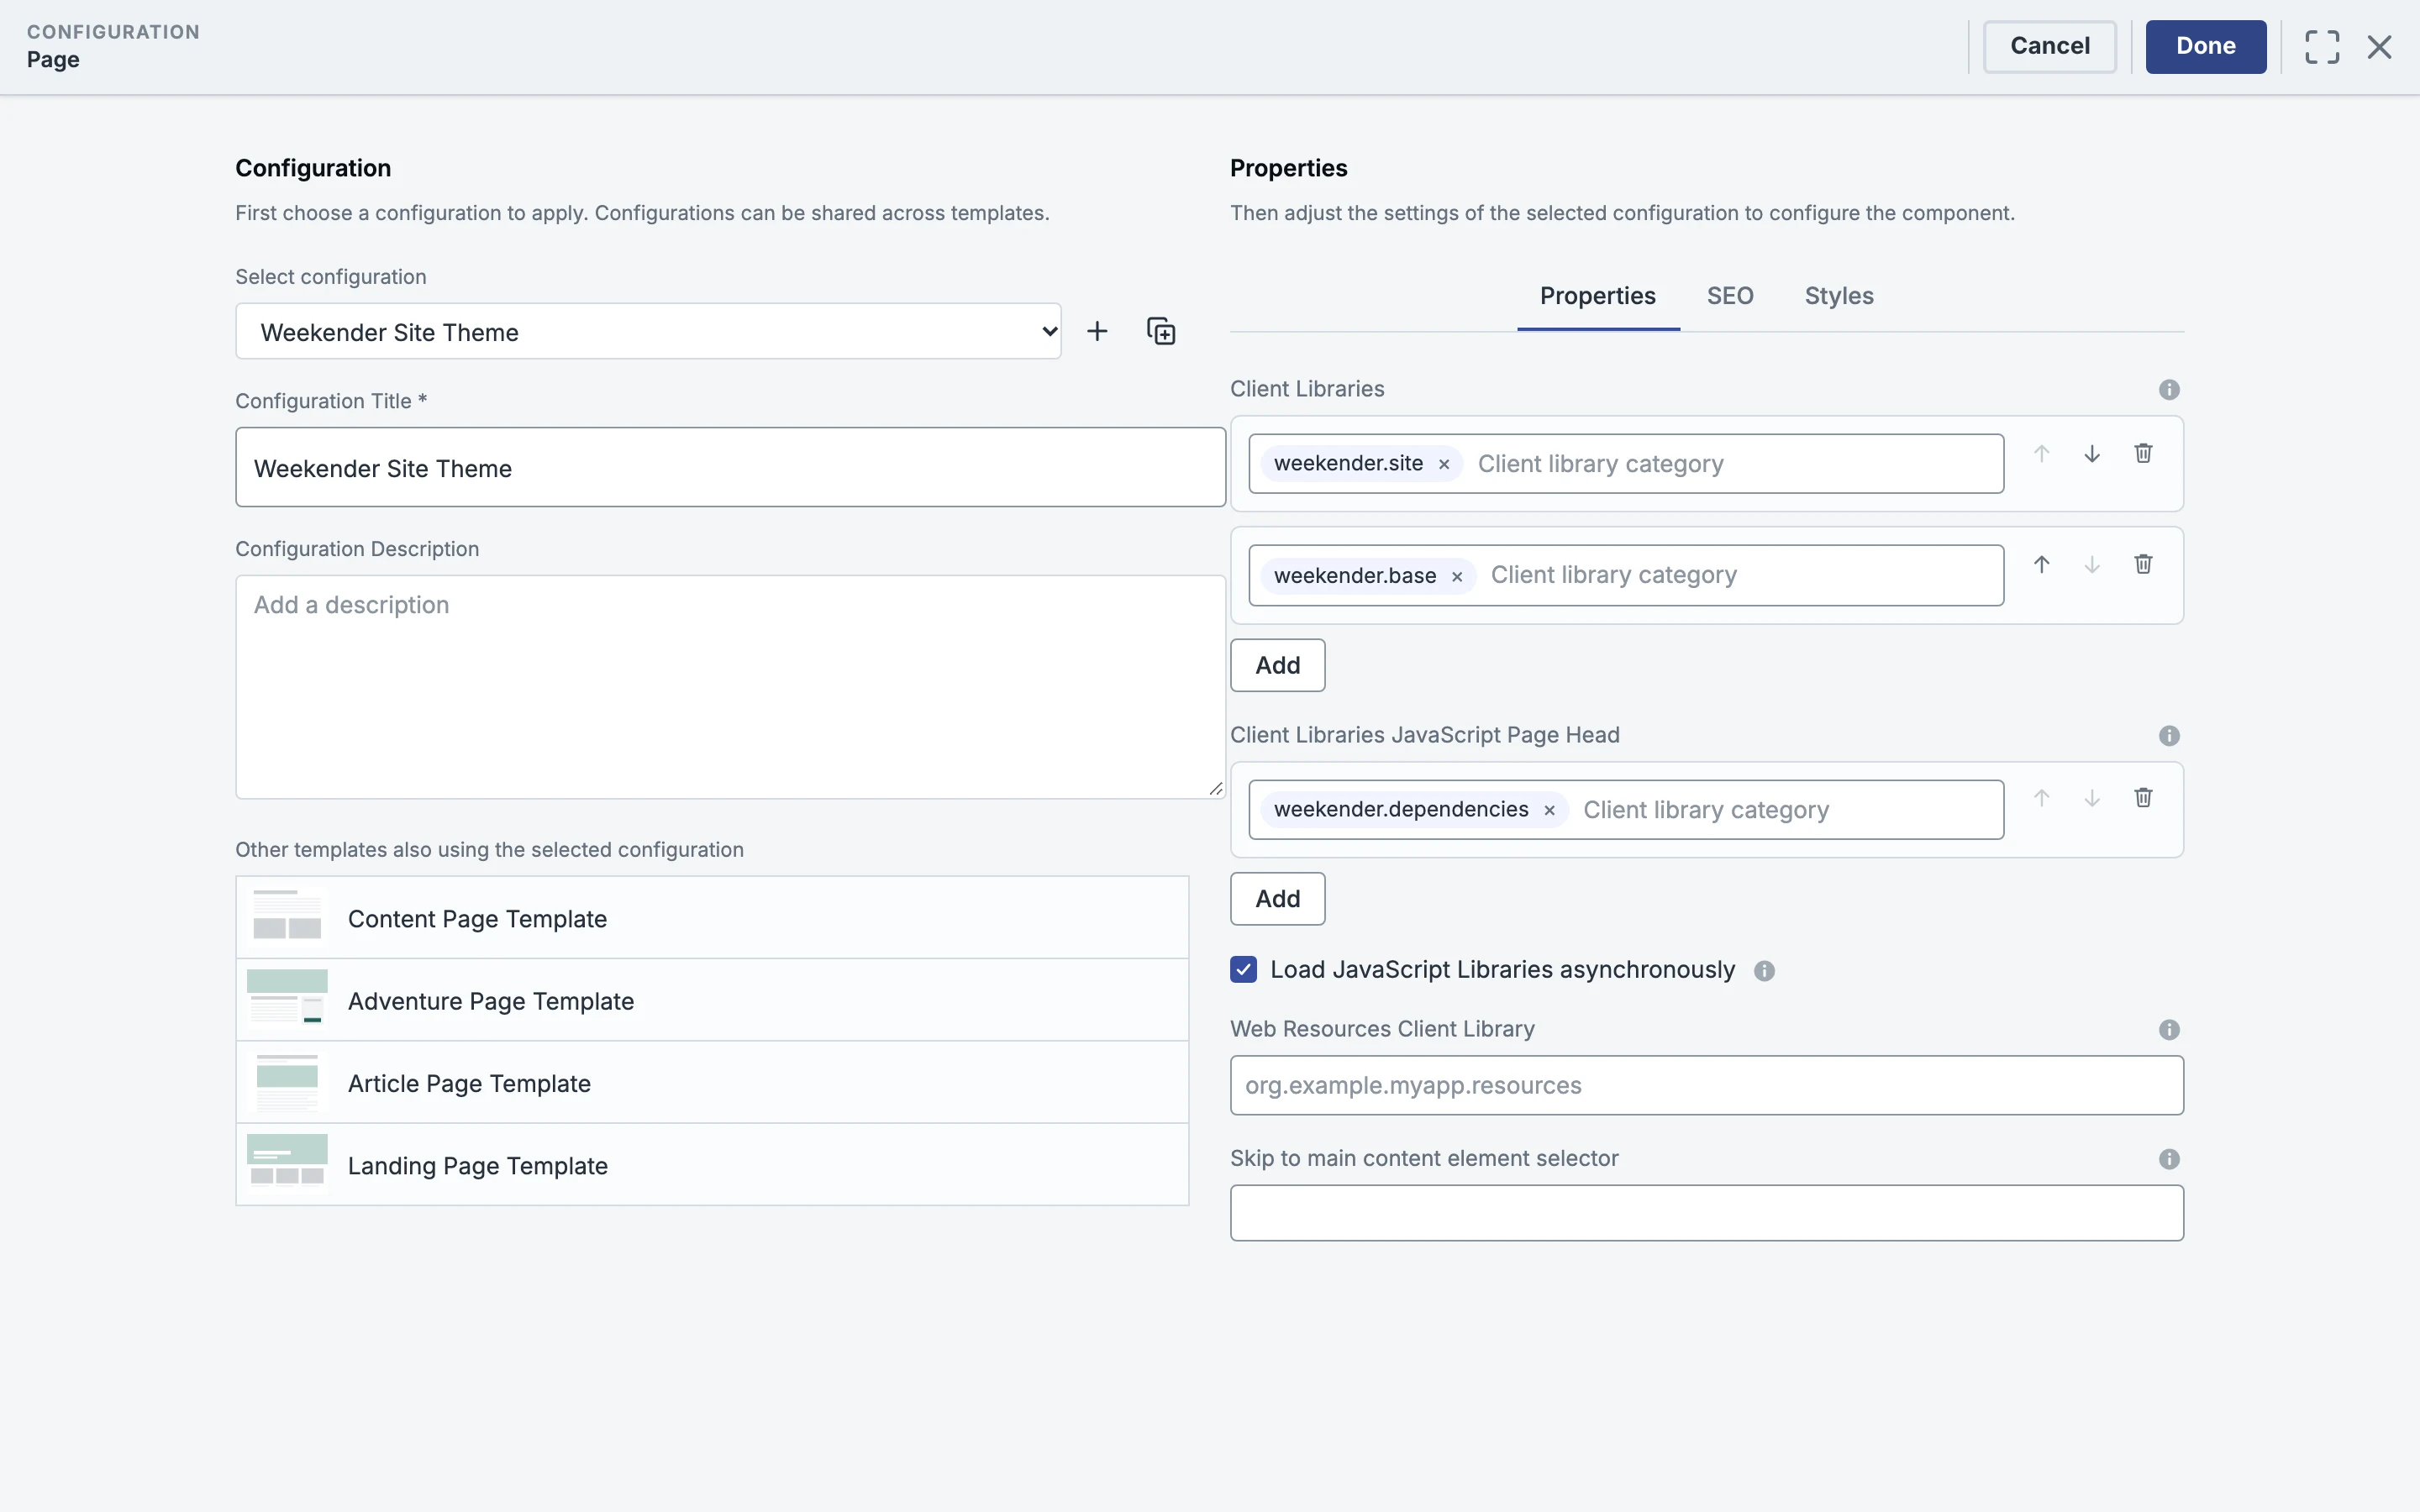 CONFIGURATION
Page
Cancel
Done
Configuration
First choose a configuration to apply. Configurations can be shared across templates.
Select configuration
Weekender Site Theme
Configuration Title *
Weekender Site Theme
Configuration Description
Add a description
Other templates also using the selected configuration
Content Page Template
Adventure Page Template
Article Page Template
Landing Page Template
Properties
Then adjust the settings of the selected configuration to configure the component.
Properties SEO Styles
Client Libraries
weekender.site × Client library category
weekender.base × Client library category
Add
Client Libraries JavaScript Page Head
weekender.dependencies × Client library category
Add
Load JavaScript Libraries asynchronously
Web Resources Client Library
org.example.myapp.resources
Skip to main content element selector